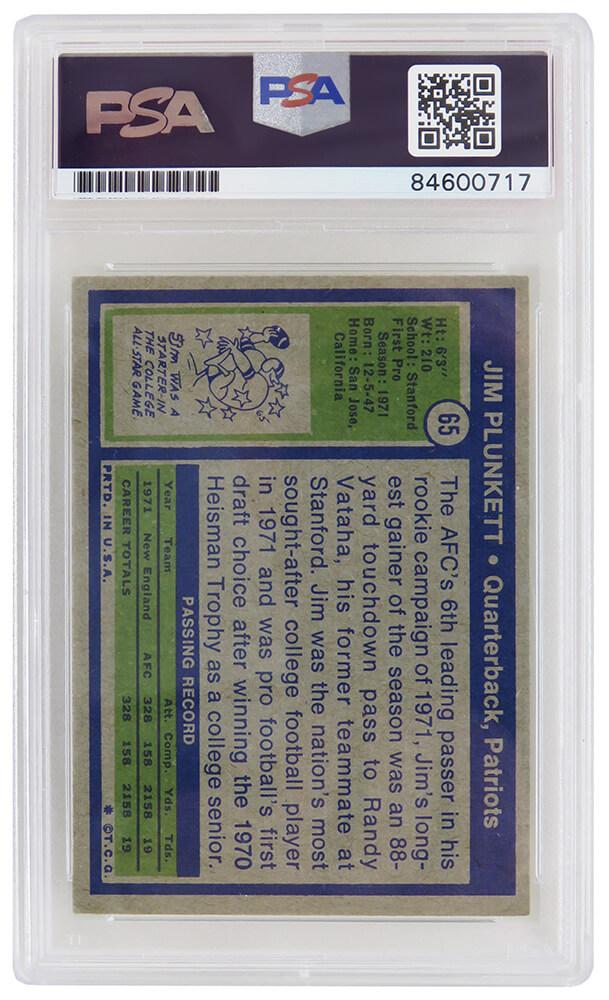 PSA
PSA
84600717
JIM PLUNKETT • Quarterback, Patriots
65
Ht: 6'3"
Wt: 210
School: Stanford
First Pro
Season: 1971
Born: 12-5-47
Home: San Jose,
California
JIM WAS A
STARTER IN
THE COLLEGE
ALL-STAR GAME.
65
The AFC's 6th leading passer in his
rookie campaign of 1971, Jim's long-
est gainer of the season was an 88-
yard touchdown pass to Randy
Vataha, his former teammate at
Stanford. Jim was the nation's most
sought-after college football player
in 1971 and was pro football's first
draft choice after winning the 1970
Heisman Trophy as a college senior.
PASSING RECORD
Year Team Att. Comp. Yds. Tds.
1971 New England AFC 328 158 2158 19
CAREER TOTALS 328 158 2158 19
PRTD. IN U.S.A. * ©T.C.G.